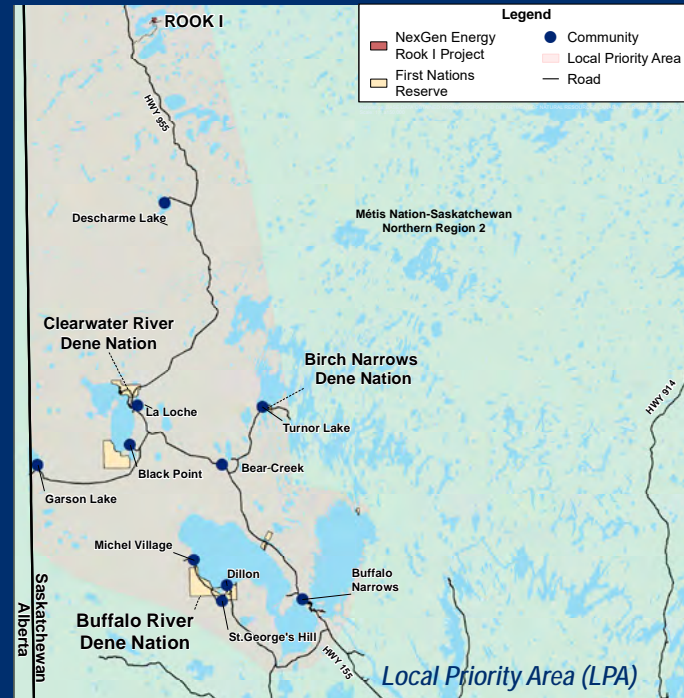 ROOK I
Legend
NexGen Energy
Rook I Project
First Nations
Reserve
Community
Local Priority Area
Road
HWY 955
Descharme Lake
Métis Nation-Saskatchewan
Northern Region 2
Clearwater River
Dene Nation
Birch Narrows
Dene Nation
La Loche
Turnor Lake
HWY 914
Black Point
Bear-Creek
Garson Lake
Michel Village
Dillon
Buffalo
Narrows
Saskatchewan
Alberta
Buffalo River
Dene Nation
St.George's Hill
HWY 155
Local Priority Area (LPA)